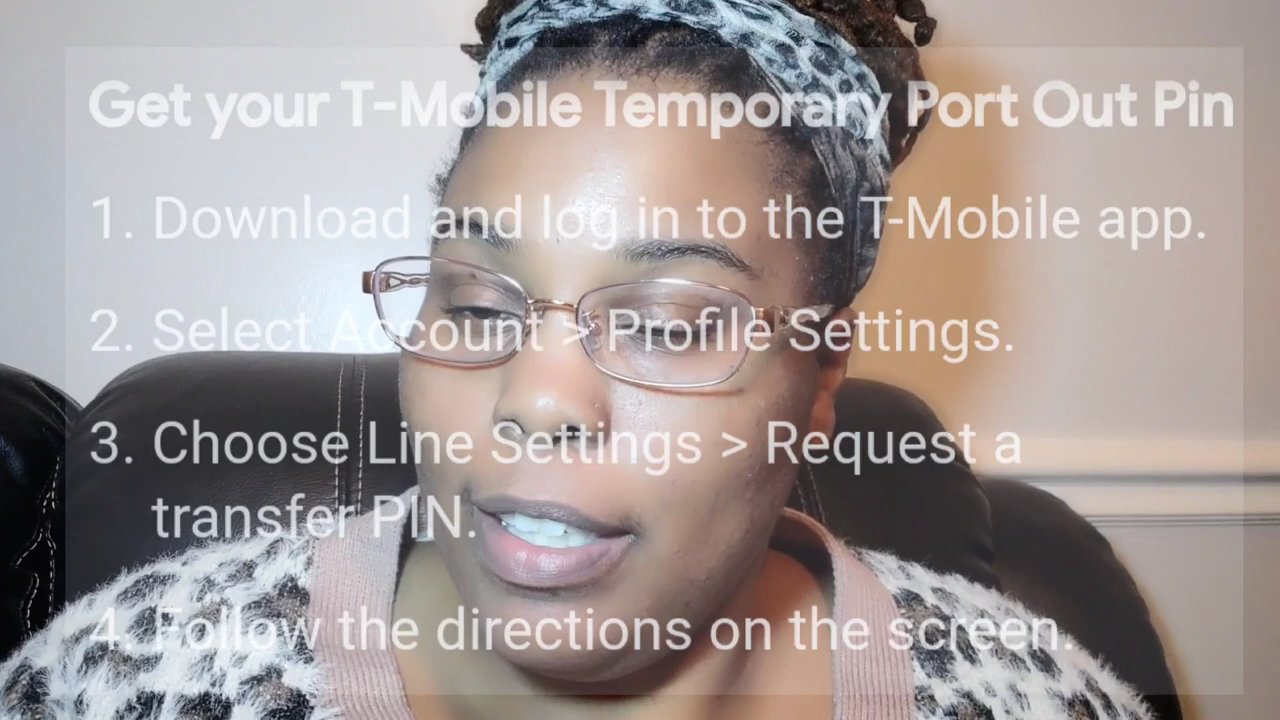 Get your T-Mobile Temporary Port Out Pin
1. Download and log in to the T-Mobile app.
2. Select Account > Profile Settings.
3. Choose Line Settings > Request a
transfer PIN.
4. Follow the directions on the screen.